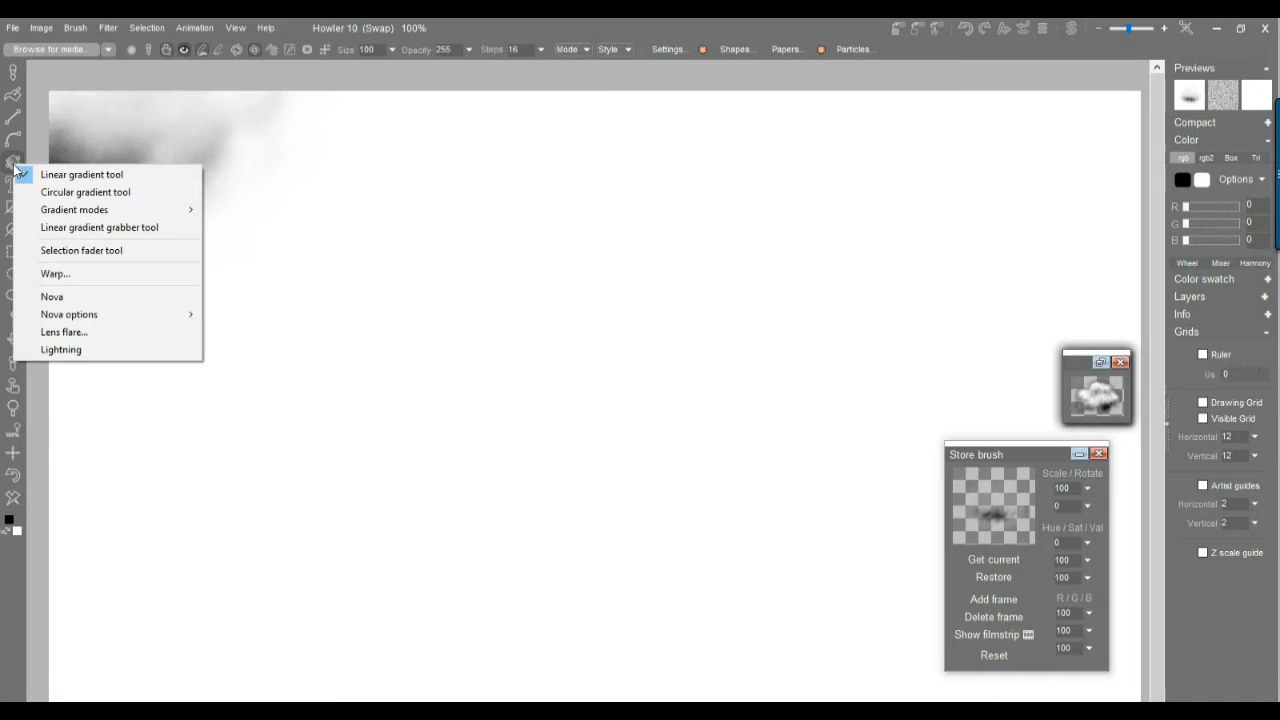 File Image Brush Filter Selection Animation View Help Howler 10 (Swap) 100%
Browse for media... Size 100 Opacity 255 Steps 16 Mode Style Settings... Shapes... Papers... Particles...
Linear gradient tool
Circular gradient tool
Gradient modes
Linear gradient grabber tool
Selection fader tool
Warp...
Nova
Nova options
Lens flare...
Lightning
Store brush
Scale / Rotate
100
0
Hue / Sat / Val
0
Get current 100
Restore 100
Add frame R / G / B
Delete frame 100
Show filmstrip 100
Reset 100
Previews -
Compact +
Color -
rgb rgb2 Box Tri
Options
R 0
G 0
B 0
Wheel Mixer Harmony
Color swatch +
Layers +
Info +
Grids -
Ruler
Us 0
Drawing Grid
Visible Grid
Horizontal 12
Vertical 12
Artist guides
Horizontal 2
Vertical 2
Z scale guide